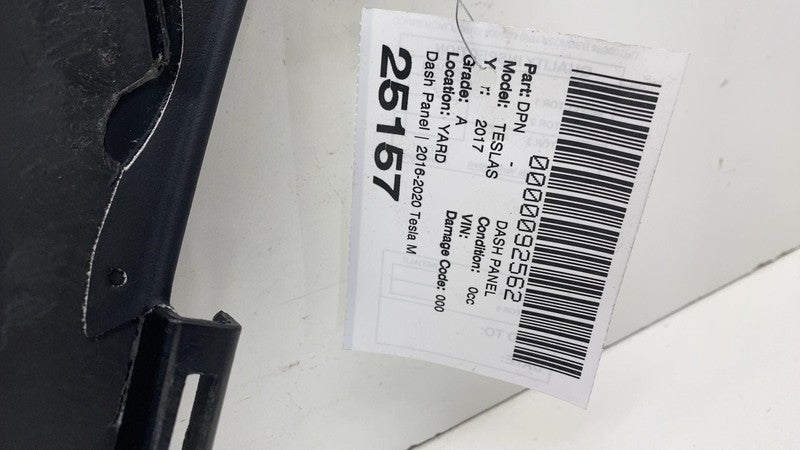 0000092562
Part: DPN - DASH PANEL
Model: TESLAS Condition: 0cc
Y r: 2017 VIN:
Grade: A Damage Code: 000
Location: YARD
Dash Panel | 2016-2020 Tesla M
25157